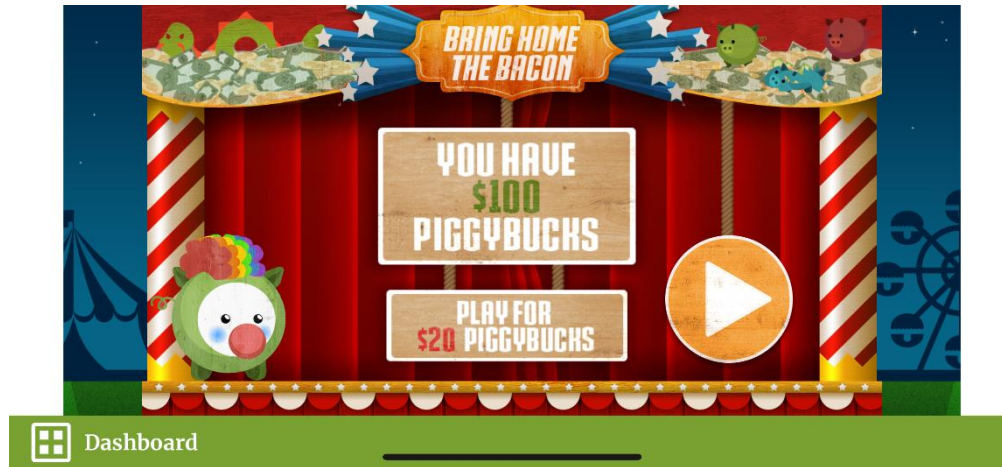 BRING HOME
THE BACON
YOU HAVE
$100
PIGGYBUCKS
PLAY FOR
$20 PIGGYBUCKS
Dashboard